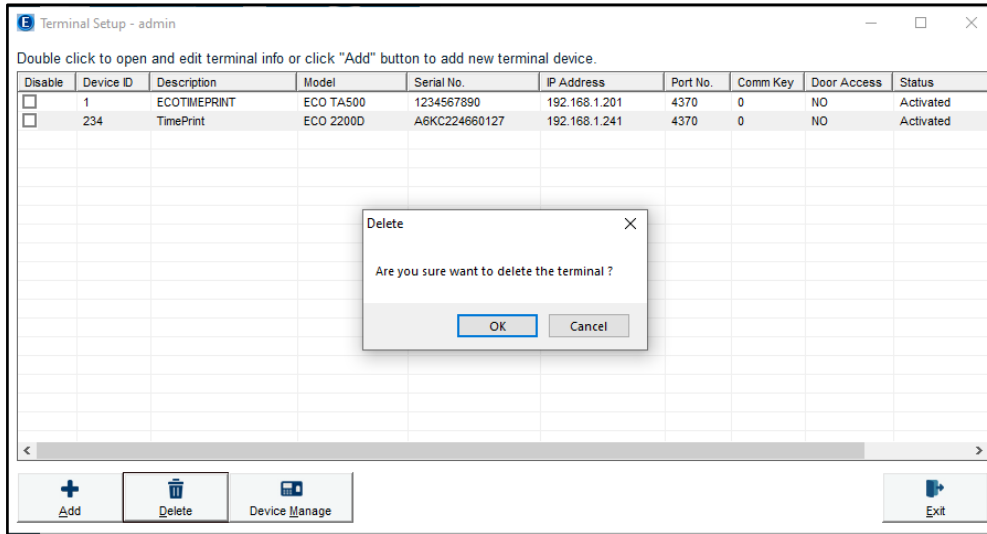 E Terminal Setup - admin
Double click to open and edit terminal info or click "Add" button to add new terminal device.
Disable Device ID Description Model Serial No. IP Address Port No. Comm Key Door Access Status
1 ECOTIMEPRINT ECO TA500 1234567890 192.168.1.201 4370 0 NO Activated
234 TimePrint ECO 2200D A6KC224660127 192.168.1.241 4370 0 NO Activated
Delete
Are you sure want to delete the terminal ?
OK Cancel
Add Delete Device Manage Exit